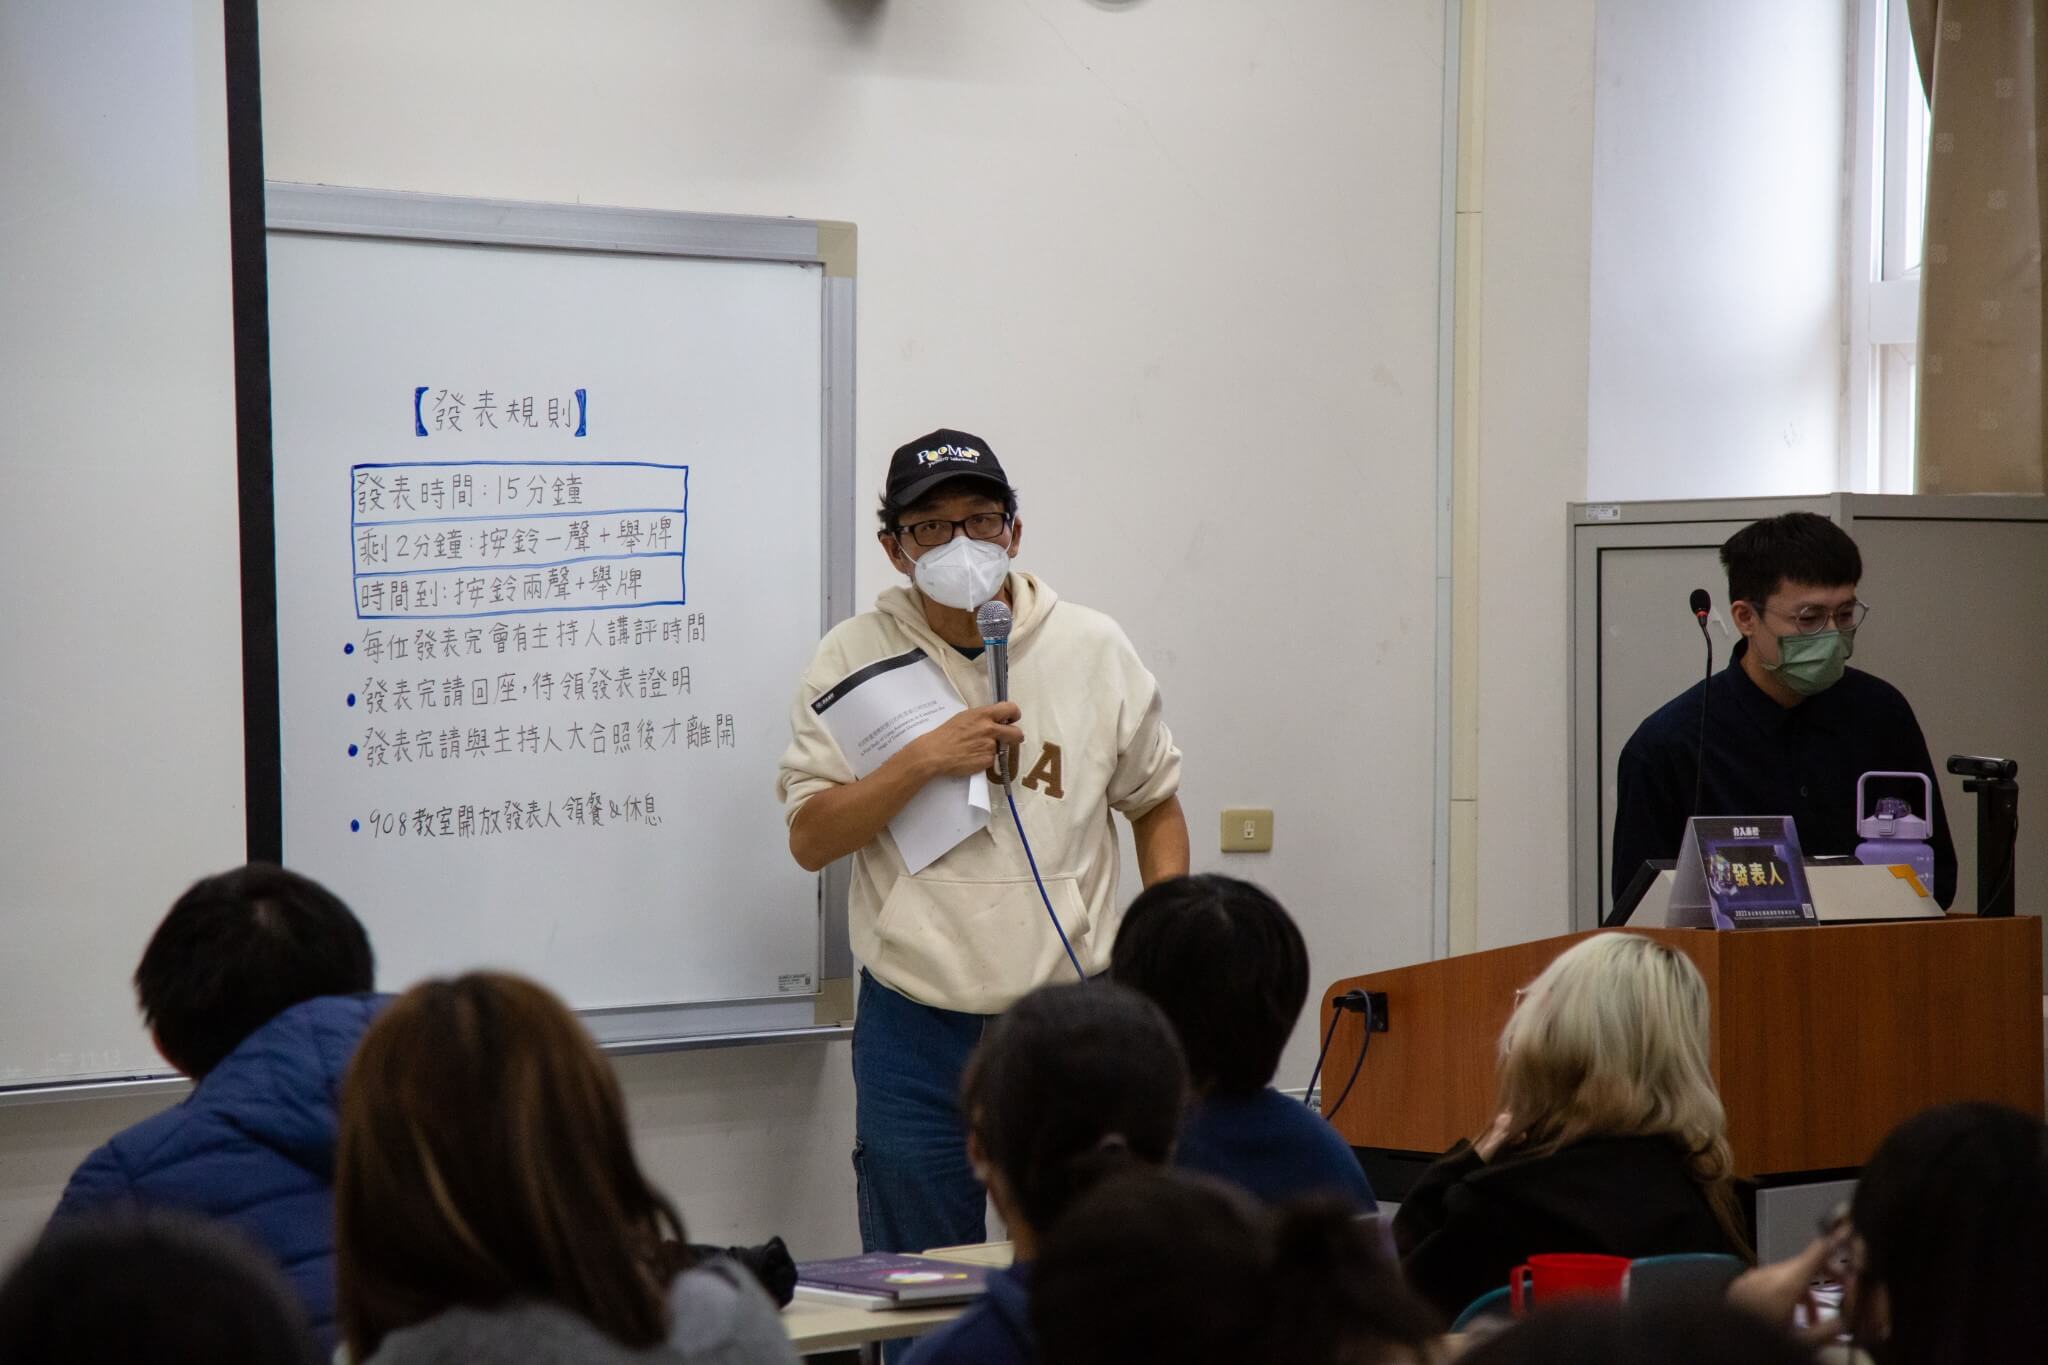 【發表規則】
發表時間:15分鐘
剩2分鐘:按鈴一聲+舉牌
時間到:按鈴兩聲+舉牌
• 每位發表完會有主持人講評時間
• 發表完請回座,待領發表證明
• 發表完請與主持人大合照後才離開
• 908教室開放發表人領餐&休息
PooMoo
UA
發表人